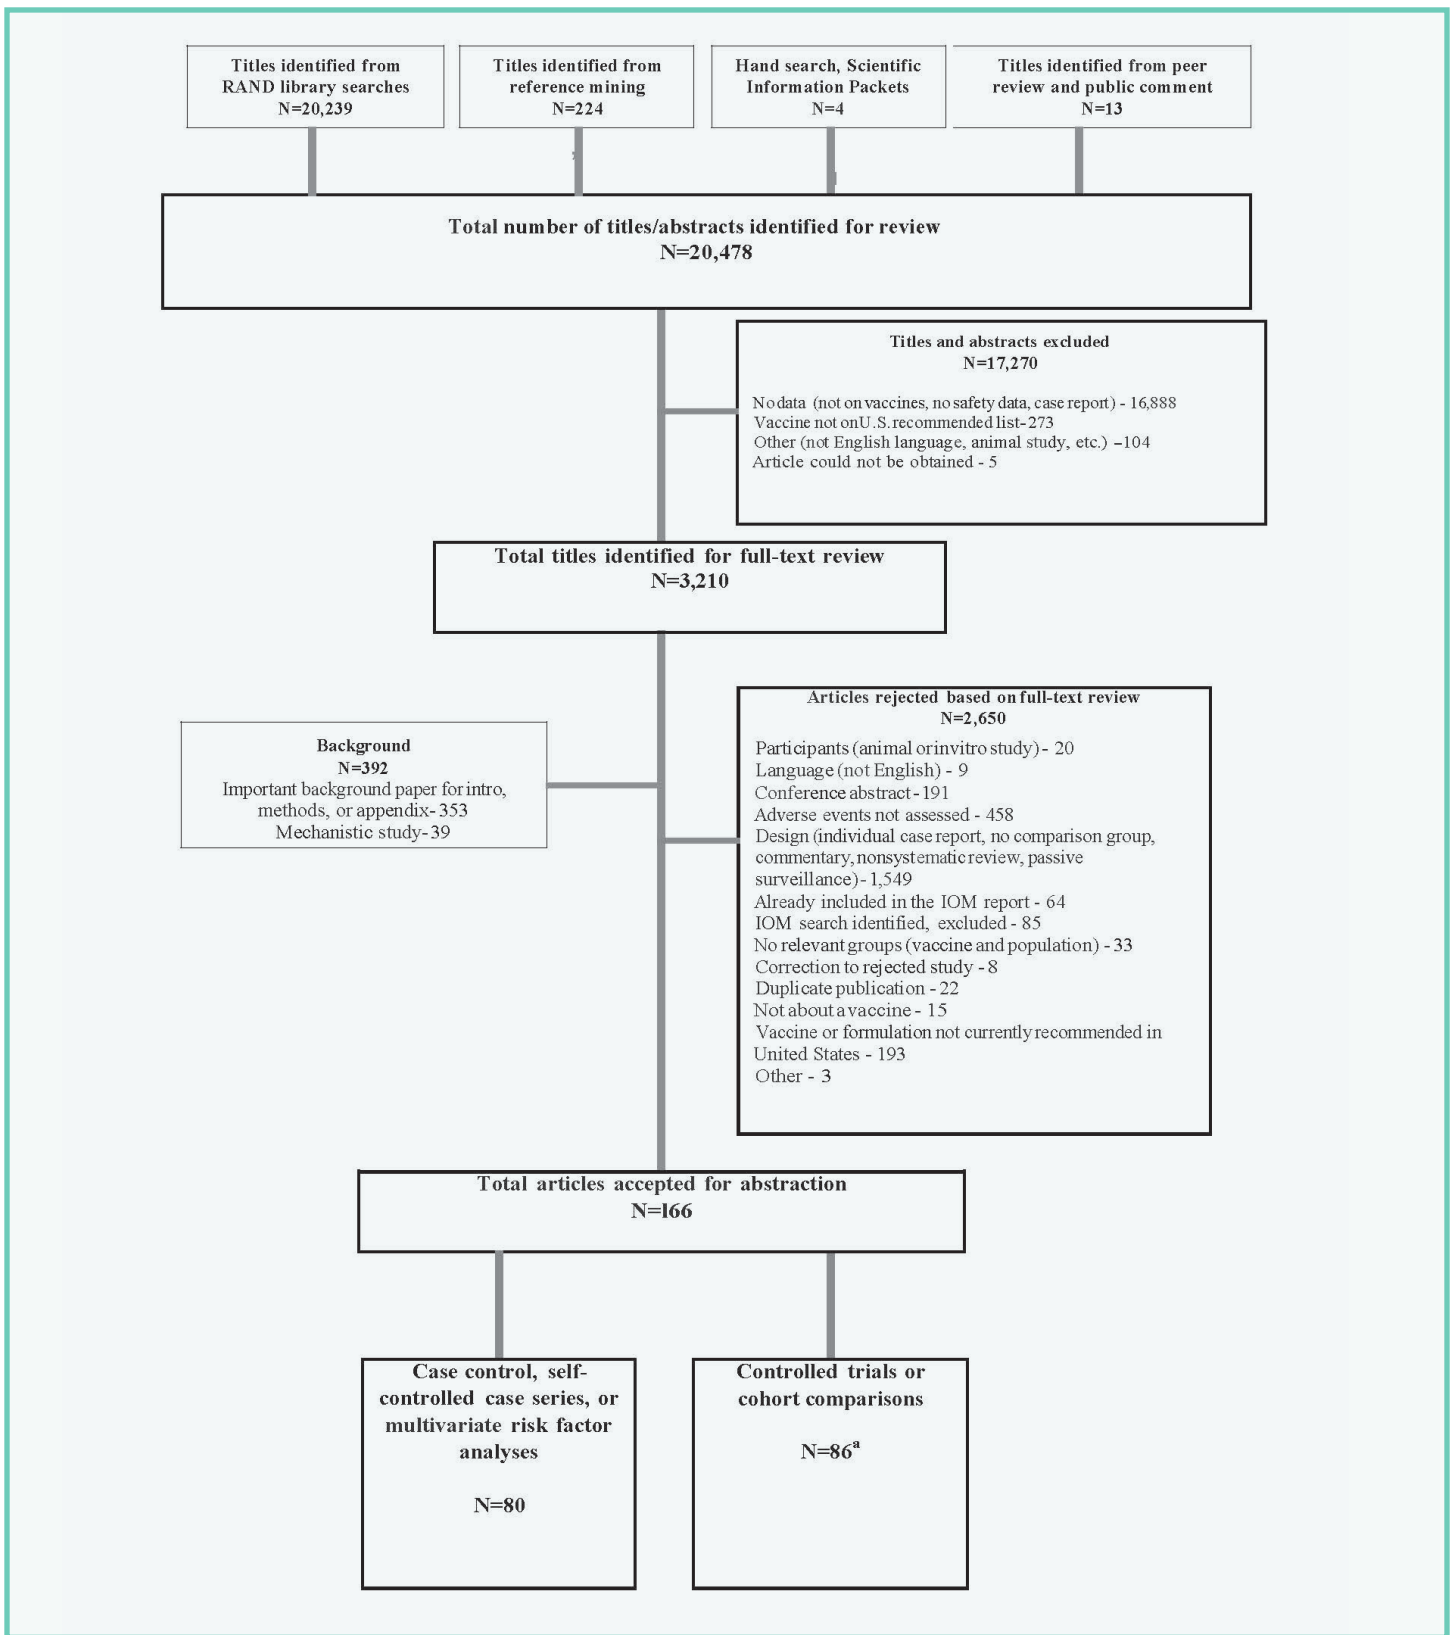 Titles identified from
RAND library searches
N=20,239
Titles identified from
reference mining
N=224
Hand search, Scientific
Information Packets
N=4
Titles identified from peer
review and public comment
N=13
Total number of titles/abstracts identified for review
N=20,478
Titles and abstracts excluded
N=17,270
No data (not on vaccines, no safety data, case report) - 16,888
Vaccine not on U.S. recommended list-273
Other (not English language, animal study, etc.) –104
Article could not be obtained - 5
Total titles identified for full-text review
N=3,210
Background
N=392
Important background paper for intro,
methods, or appendix-353
Mechanistic study-39
Articles rejected based on full-text review
N=2,650
Participants (animal or invitro study) - 20
Language (not English) - 9
Conference abstract-191
Adverse events not assessed - 458
Design (individual case report, no comparison group,
commentary, nonsystematic review, passive
surveillance)-1,549
Already included in the IOM report - 64
IOM search identified, excluded - 85
No relevant groups (vaccine and population) - 33
Correction to rejected study - 8
Duplicate publication - 22
Not about a vaccine - 15
Vaccine or formulation not currently recommended in
United States - 193
Other - 3
Total articles accepted for abstraction
N=l66
Case control, self-
controlled case series, or
multivariate risk factor
analyses
N=80
Controlled trials or
cohort comparisons
N=86ª